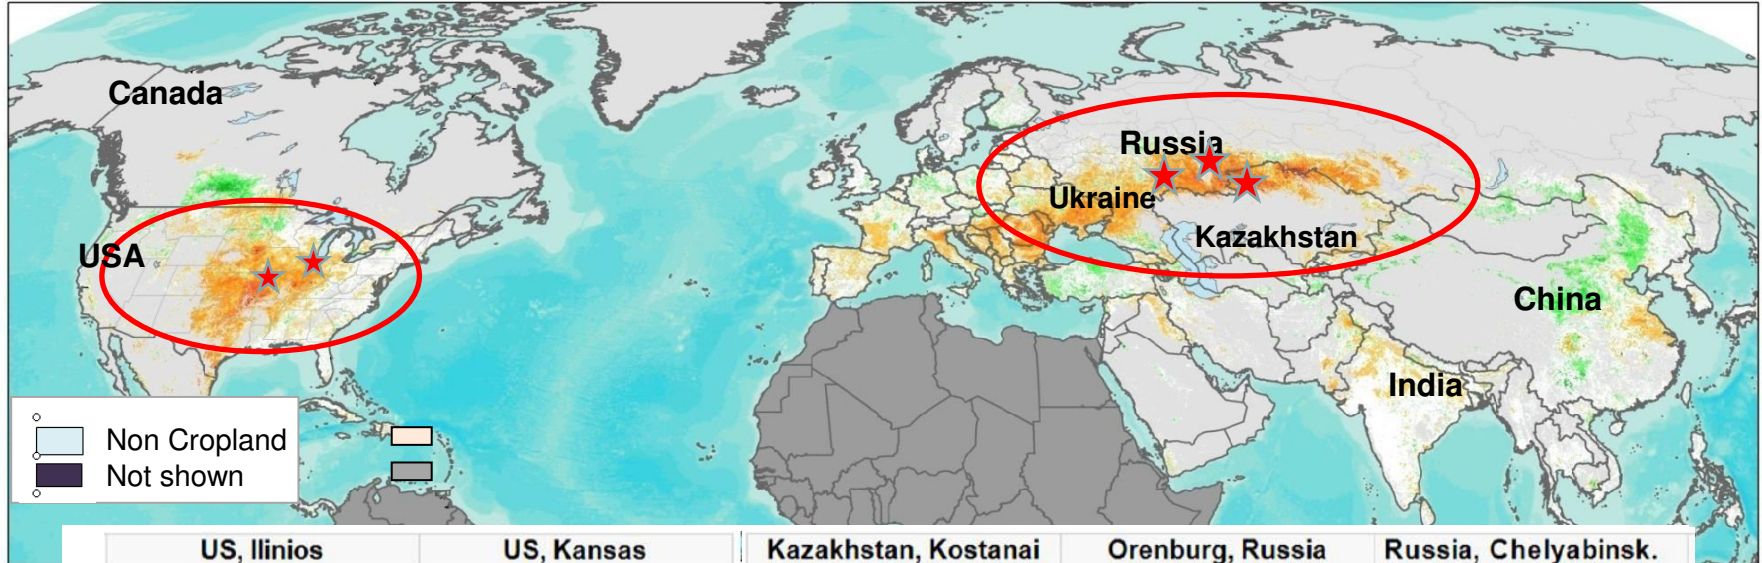 Canada
Russia
Ukraine
USA
Kazakhstan
China
India
Non Cropland
Not shown
US, Ilinios
US, Kansas
Kazakhstan, Kostanai
Orenburg, Russia
Russia, Chelyabinsk.